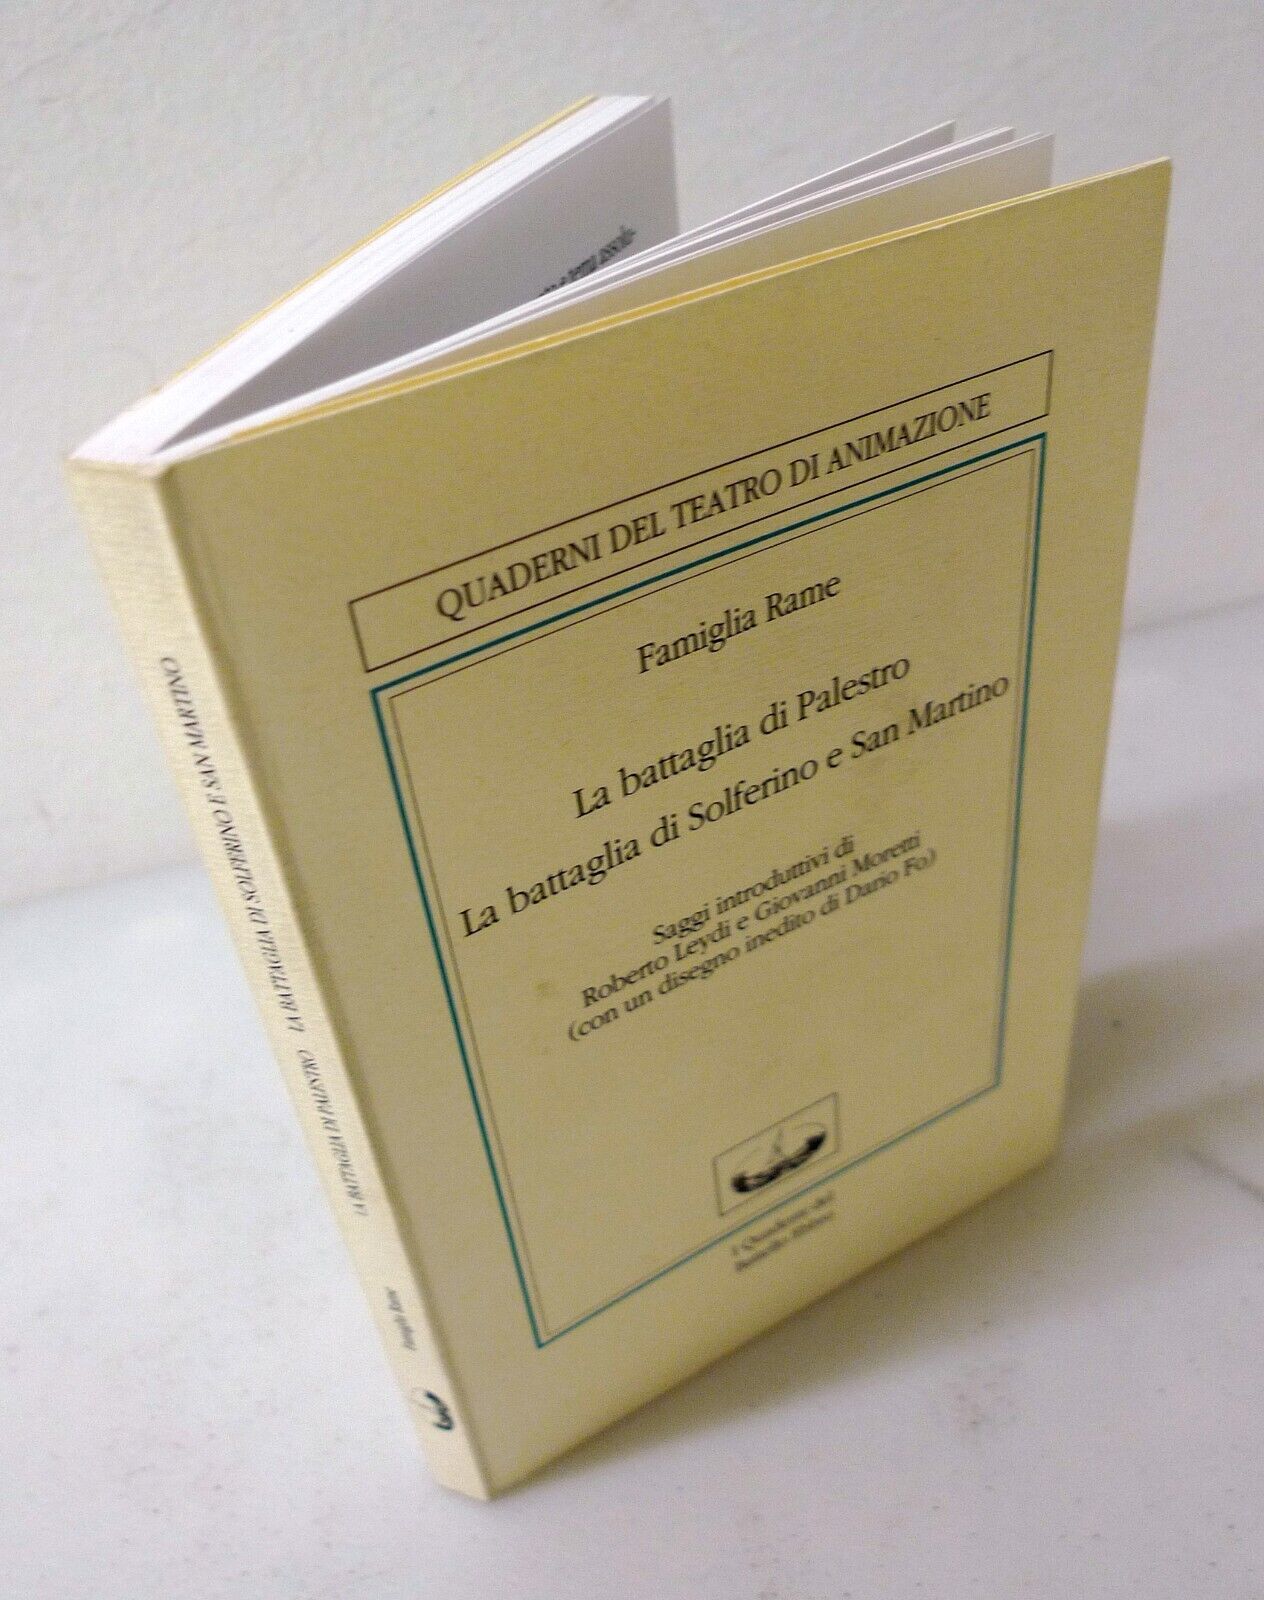 QUADERNI DEL TEATRO DI ANIMAZIONE
Famiglia Rame
La battaglia di Palestro
La battaglia di Solferino e San Martino
Saggi introduttivi di
Roberto Leydi e Giovanni Moretti
(con un disegno inedito di Dario Fo)
I Quaderni del
Famiglia Rame LA BATTAGLIA DI PALESTRO LA BATTAGLIA DI SOLFERINO E SAN MARTINO